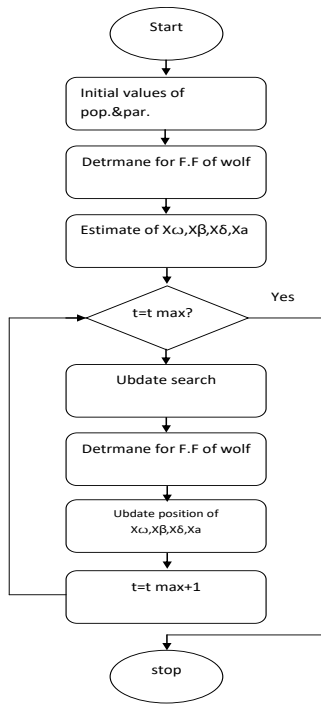 Start
Initial values of
pop.&par.
Detrmane for F.F of wolf
Estimate of Xω,Xβ,Xδ,Xa
t=t max?
Yes
Ubdate search
Detrmane for F.F of wolf
Ubdate position of
Xω,Xβ,Xδ,Xa
t=t max+1
stop